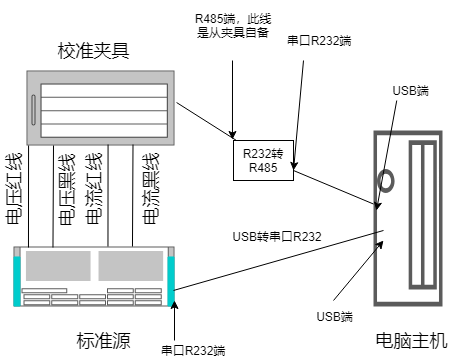 R485端，此线
是从夹具自备
校准夹具
串口R232端
USB端
R232转
R485
电压红线
电压黑线
电流红线
电流黑线
USB转串口R232
USB端
标准源
串口R232端
电脑主机